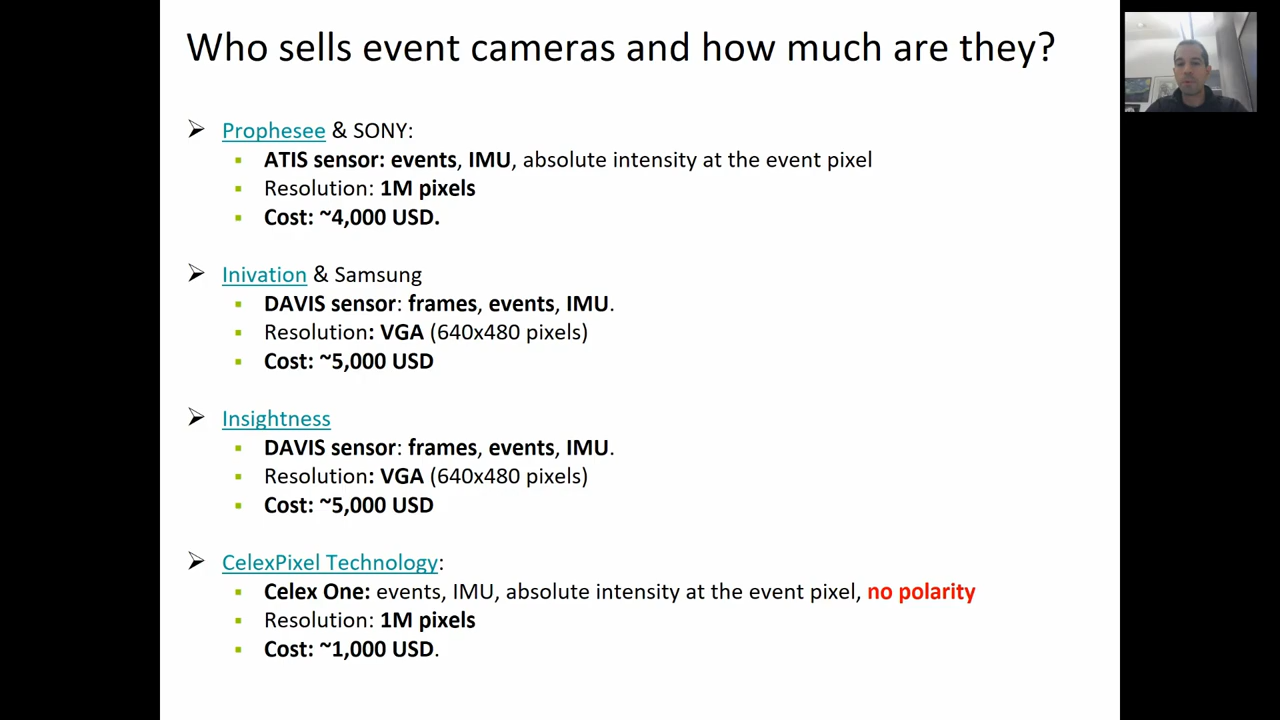 Who sells event cameras and how much are they?
Prophesee & SONY:
ATIS sensor: events, IMU, absolute intensity at the event pixel
Resolution: 1M pixels
Cost: ~4,000 USD.
Inivation & Samsung
DAVIS sensor: frames, events, IMU.
Resolution: VGA (640x480 pixels)
Cost: ~5,000 USD
Insightness
DAVIS sensor: frames, events, IMU.
Resolution: VGA (640x480 pixels)
Cost: ~5,000 USD
CelexPixel Technology:
Celex One: events, IMU, absolute intensity at the event pixel, no polarity
Resolution: 1M pixels
Cost: ~1,000 USD.